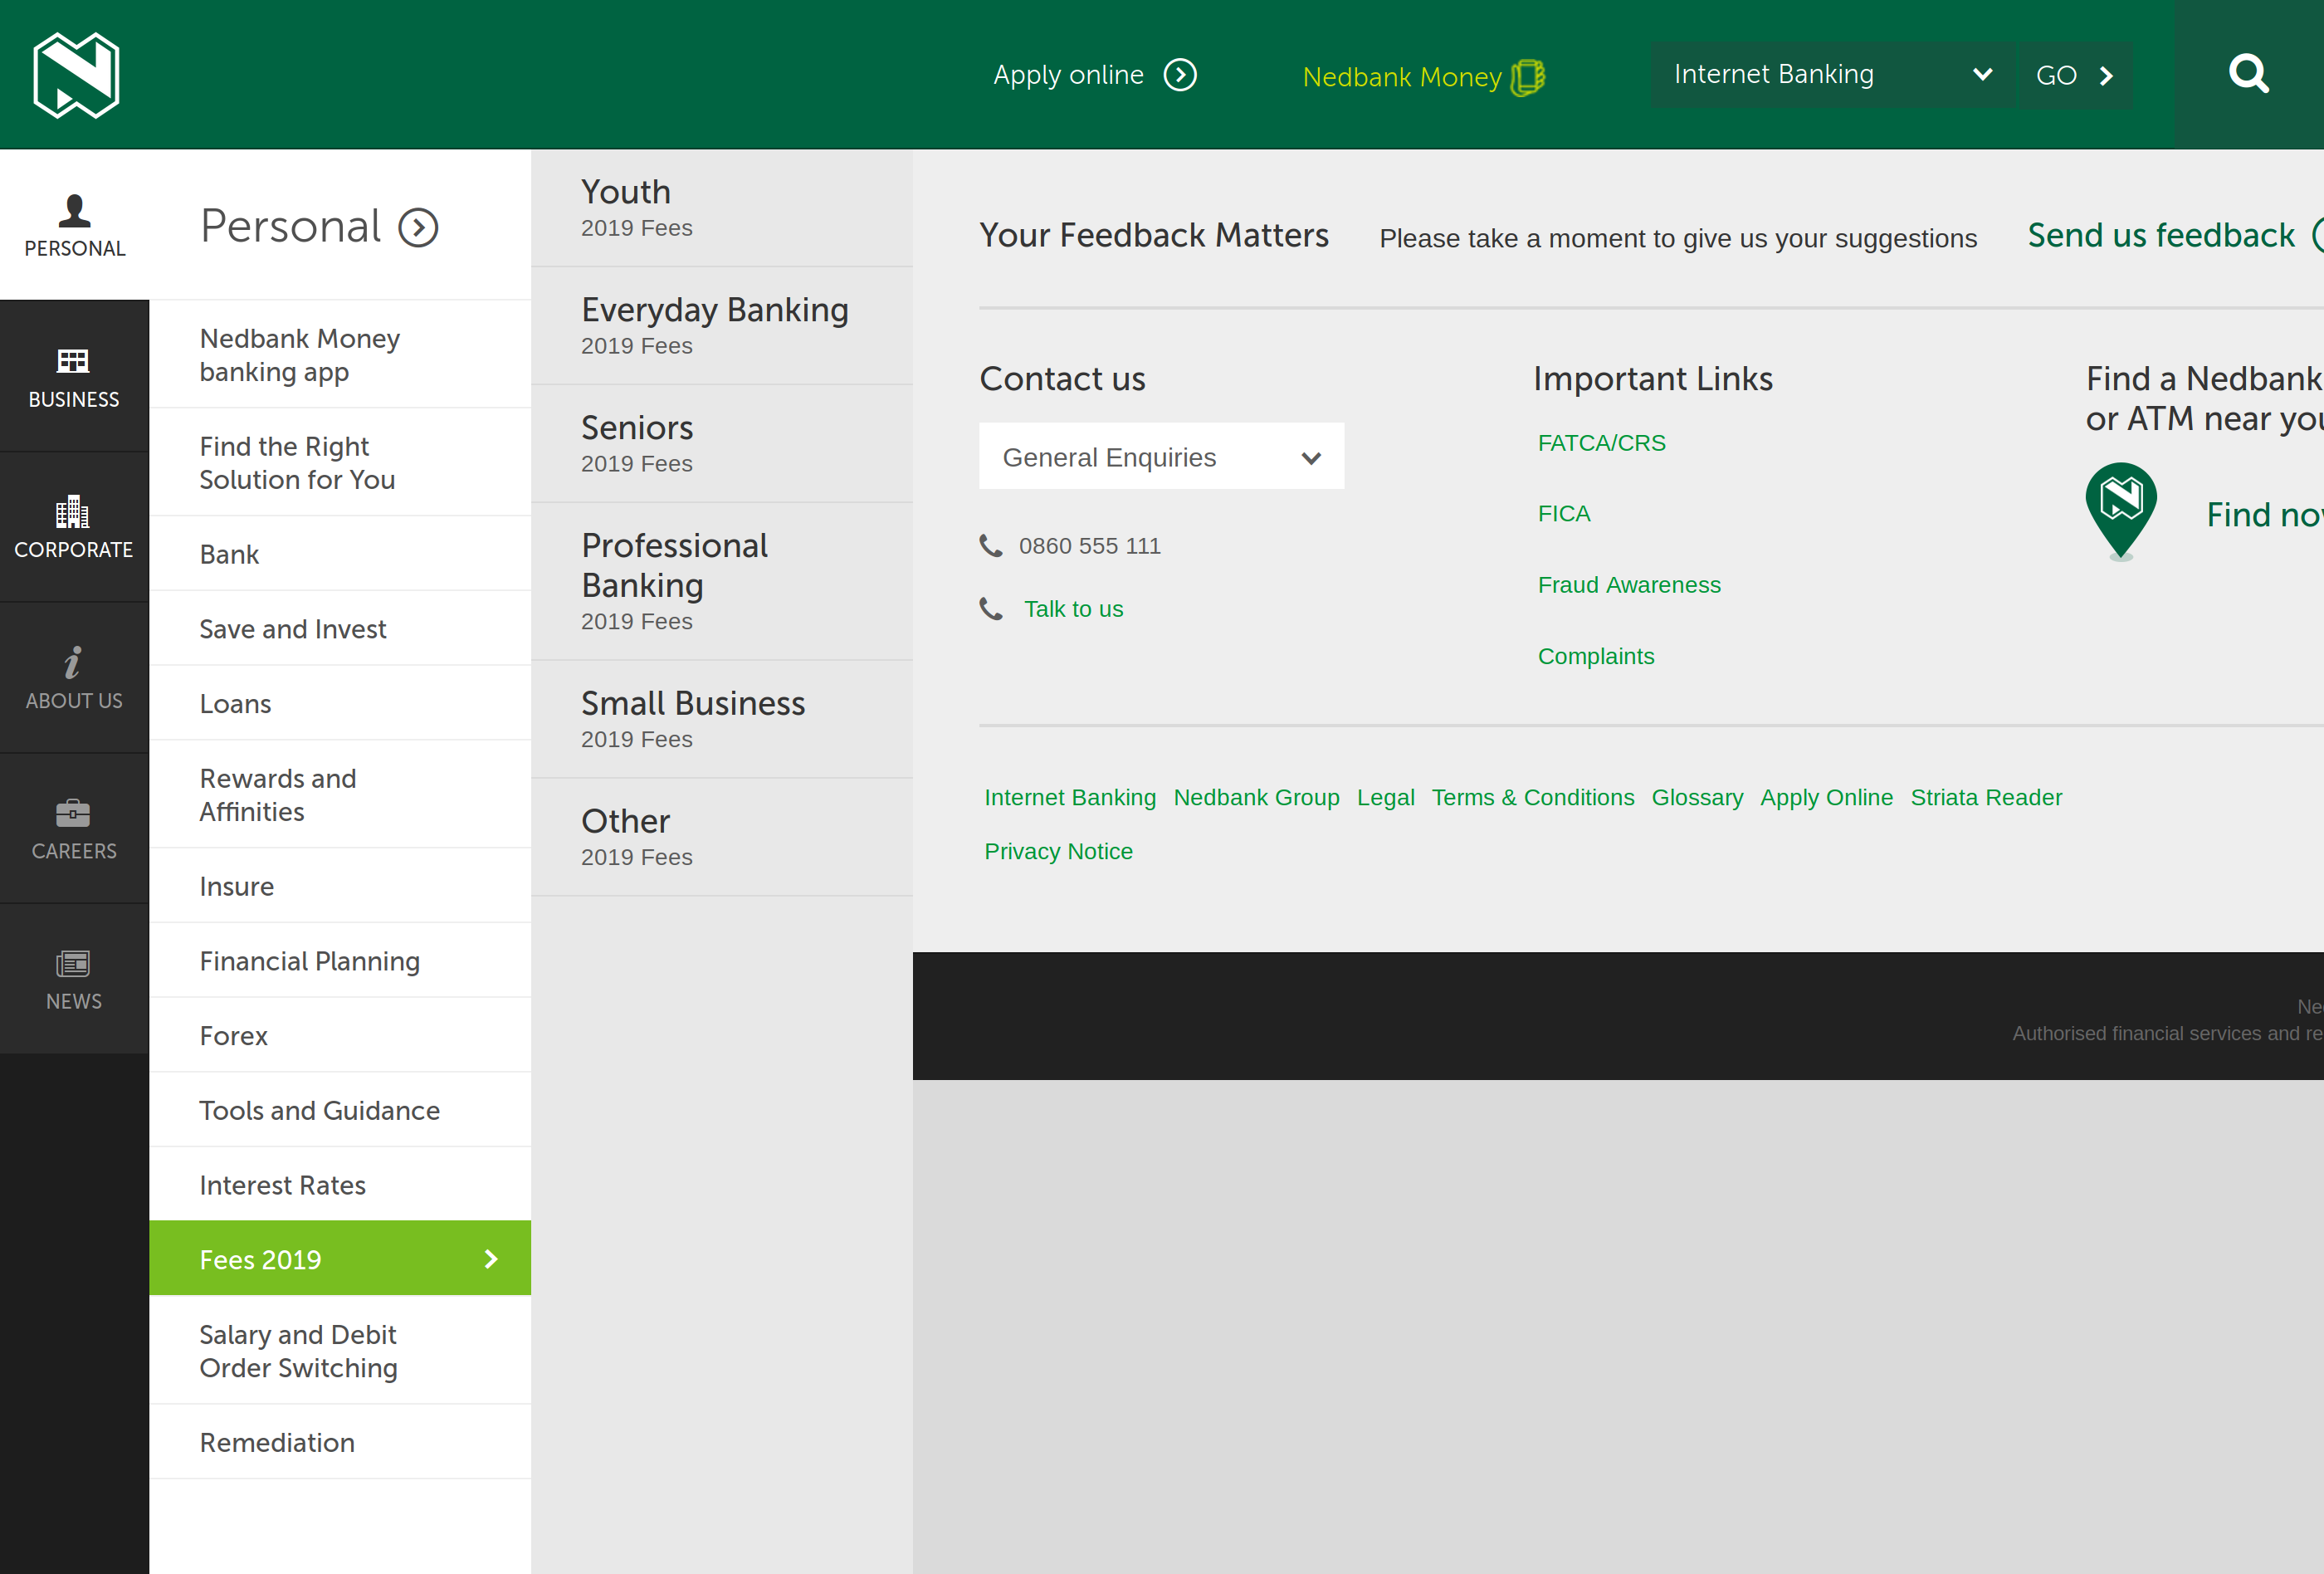 Apply online
Nedbank Money
Internet Banking
GO
PERSONAL
BUSINESS
CORPORATE
ABOUT US
CAREERS
NEWS
Personal
Nedbank Money
banking app
Find the Right
Solution for You
Bank
Save and Invest
Loans
Rewards and
Affinities
Insure
Financial Planning
Forex
Tools and Guidance
Interest Rates
Fees 2019
Salary and Debit
Order Switching
Remediation
Youth
2019 Fees
Everyday Banking
2019 Fees
Seniors
2019 Fees
Professional
Banking
2019 Fees
Small Business
2019 Fees
Other
2019 Fees
Your Feedback Matters
Please take a moment to give us your suggestions
Send us feedback
Contact us
General Enquiries
0860 555 111
Talk to us
Important Links
FATCA/CRS
FICA
Fraud Awareness
Complaints
Find a Nedbank
or ATM near you
Find now
Internet Banking Nedbank Group Legal Terms & Conditions Glossary Apply Online Striata Reader
Privacy Notice
Authorised financial services and